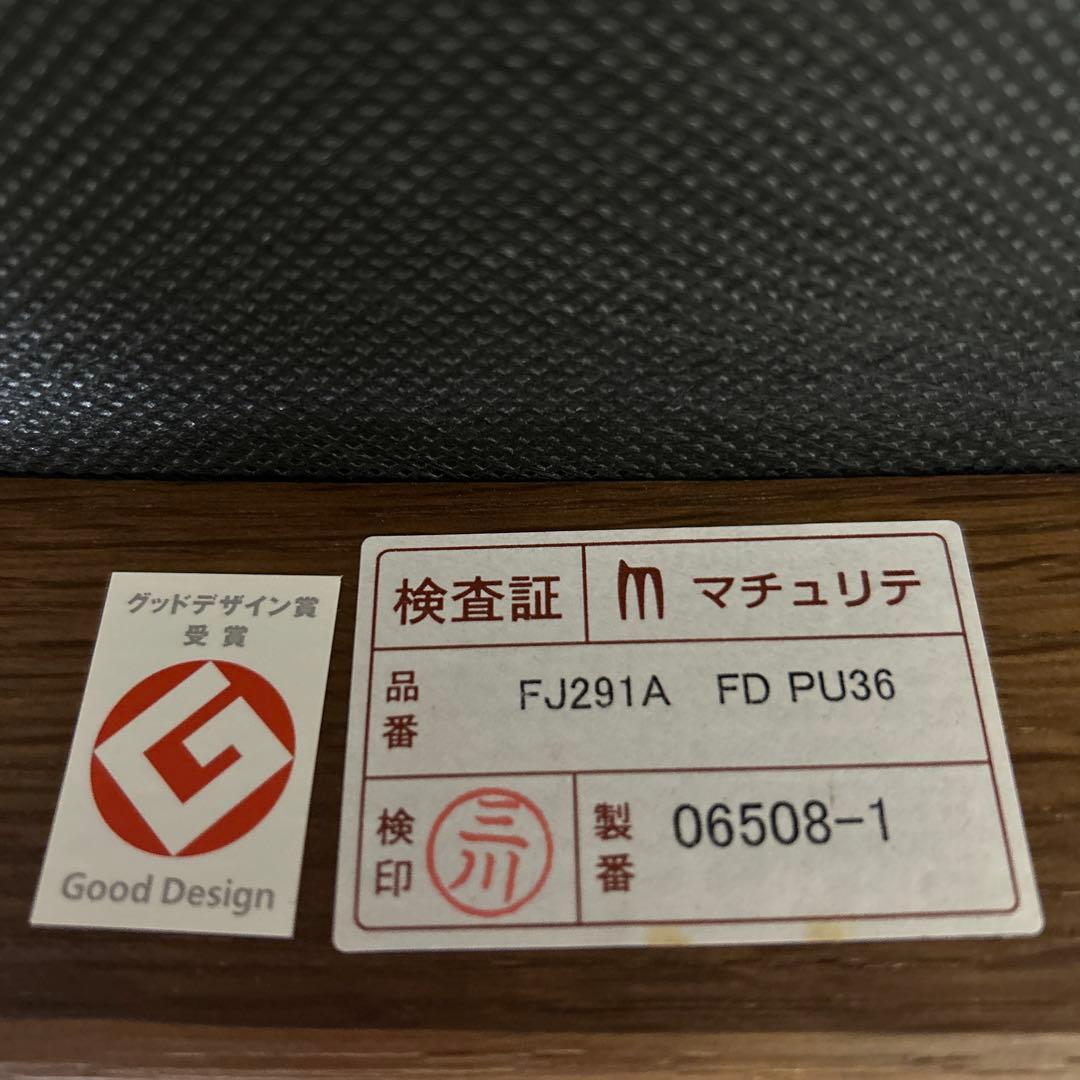 グッドデザイン賞
受賞
Good Design
検査証
m マチュリテ
品番 FJ291A FD PU36
検印 三川
製番 06508-1